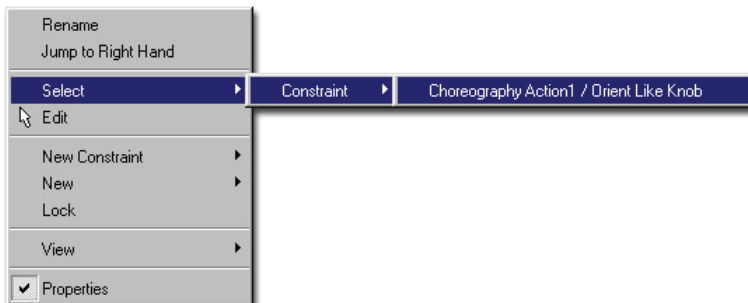 Rename
Jump to Right Hand
Select
Constraint
Choreography Action1 / Orient Like Knob
Edit
New Constraint
New
Lock
View
Properties